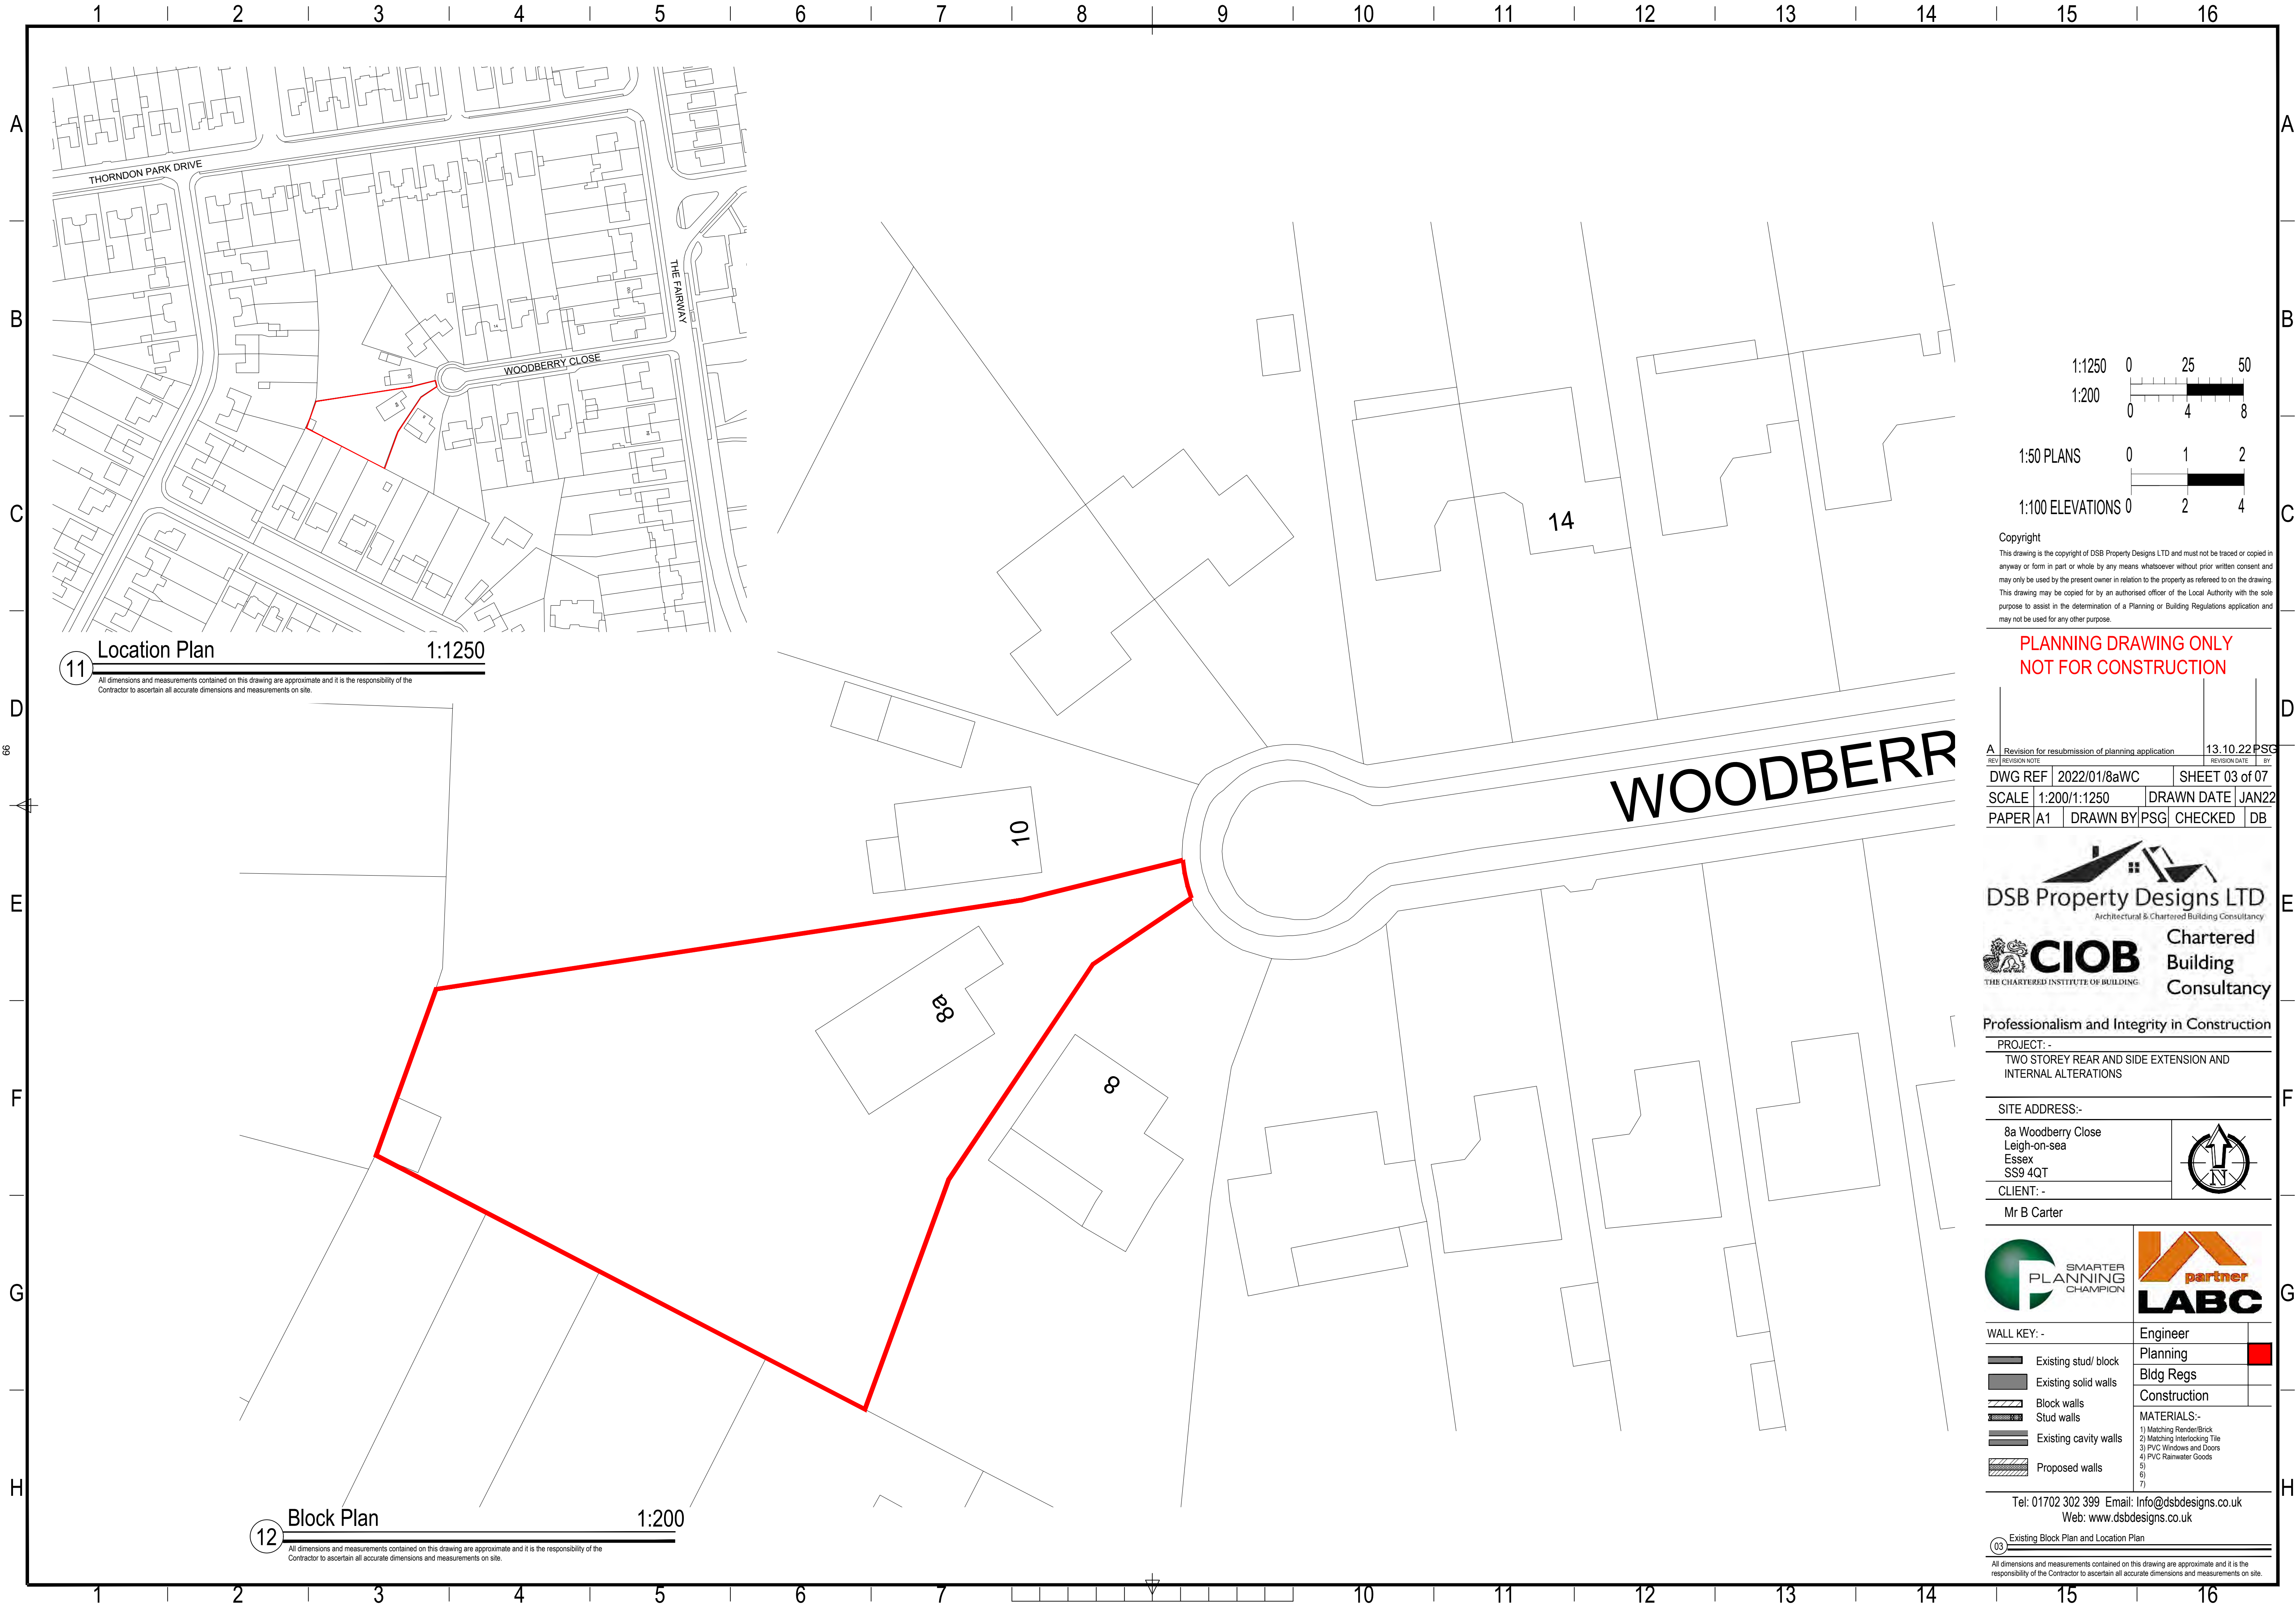 1 2 3 4 5 6 7 8 9 10 11 12 13 14 15 16
A
B
C
D
E
F
G
H
A
B
C
D
E
F
G
H
99
THORNDON PARK DRIVE
THE FAIRWAY
WOODBERRY CLOSE
14
11
Location Plan 1:1250
All dimensions and measurements contained on this drawing are approximate and it is the responsibility of the
Contractor to ascertain all accurate dimensions and measurements on site.
14
WOODBERR
10
8a
8
12
Block Plan 1:200
All dimensions and measurements contained on this drawing are approximate and it is the responsibility of the
Contractor to ascertain all accurate dimensions and measurements on site.
1:1250 0 25 50
1:200
0 4 8
1:50 PLANS 0 1 2
1:100 ELEVATIONS 0 2 4
Copyright
This drawing is the copyright of DSB Property Designs LTD and must not be traced or copied in
anyway or form in part or whole by any means whatsoever without prior written consent and
may only be used by the present owner in relation to the property as refereed to on the drawing.
This drawing may be copied for by an authorised officer of the Local Authority with the sole
purpose to assist in the determination of a Planning or Building Regulations application and
may not be used for any other purpose.
PLANNING DRAWING ONLY
NOT FOR CONSTRUCTION
A Revision for resubmission of planning application 13.10.22 PSG
REV REVISION NOTE REVISION DATE BY
DWG REF 2022/01/8aWC SHEET 03 of 07
SCALE 1:200/1:1250 DRAWN DATE JAN22
PAPER A1 DRAWN BY PSG CHECKED DB
DSB Property Designs LTD
Architectural & Chartered Building Consultancy
CIOB
THE CHARTERED INSTITUTE OF BUILDING
Chartered
Building
Consultancy
Professionalism and Integrity in Construction
PROJECT: -
TWO STOREY REAR AND SIDE EXTENSION AND
INTERNAL ALTERATIONS
SITE ADDRESS:-
8a Woodberry Close
Leigh-on-sea
Essex
SS9 4QT
N
CLIENT: -
Mr B Carter
P
SMARTER
PLANNING
CHAMPION
partner
LABC
WALL KEY: -
Existing stud/ block
Existing solid walls
Block walls
Stud walls
Existing cavity walls
Proposed walls
Engineer
Planning
Bldg Regs
Construction
MATERIALS:-
1) Matching Render/Brick
2) Matching Interlocking Tile
3) PVC Windows and Doors
4) PVC Rainwater Goods
5)
6)
7)
Tel: 01702 302 399 Email: Info@dsbdesigns.co.uk
Web: www.dsbdesigns.co.uk
03
Existing Block Plan and Location Plan
All dimensions and measurements contained on this drawing are approximate and it is the
responsibility of the Contractor to ascertain all accurate dimensions and measurements on site.
1 2 3 4 5 6 7 10 11 12 13 14 15 16